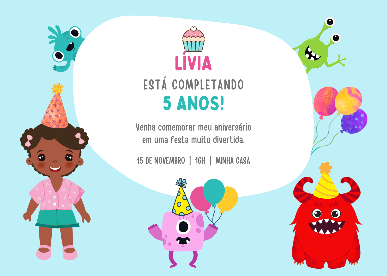 LÍVIA
ESTÁ COMPLETANDO
5 ANOS!
Venha comemorar meu aniversário
em uma festa muito divertida.
15 DE NOVEMBRO | 16H | MINHA CASA